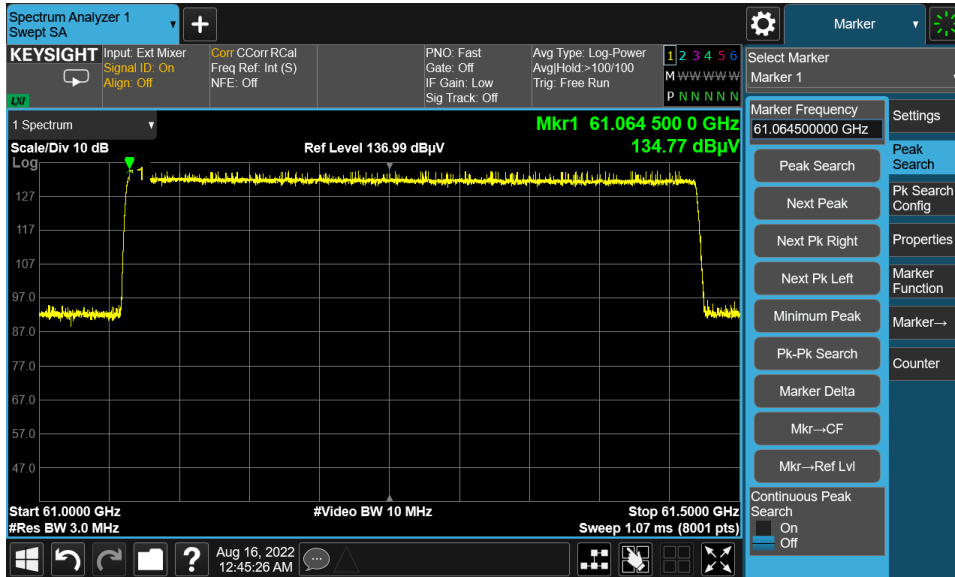 Spectrum Analyzer 1
Swept SA
Marker
KEYSIGHT
LXI
Input: Ext Mixer
Signal ID: On
Align: Off
Corr CCorr RCal
Freq Ref: Int (S)
NFE: Off
PNO: Fast
Gate: Off
IF Gain: Low
Sig Track: Off
Avg Type: Log-Power
Avg|Hold:>100/100
Trig: Free Run
1 2 3 4 5 6
M W W W W W
P N N N N N
Select Marker
Marker 1
1 Spectrum
Mkr1 61.064 500 0 GHz
Scale/Div 10 dB
Ref Level 136.99 dBµV
134.77 dBµV
Log
1
127
117
107
97.0
87.0
77.0
67.0
57.0
47.0
Start 61.0000 GHz
#Video BW 10 MHz
Stop 61.5000 GHz
#Res BW 3.0 MHz
Sweep 1.07 ms (8001 pts)
Marker Frequency
61.064500000 GHz
Peak Search
Next Peak
Next Pk Right
Next Pk Left
Minimum Peak
Pk-Pk Search
Marker Delta
Mkr→CF
Mkr→Ref Lvl
Continuous Peak
Search
On
Off
Settings
Peak
Search
Pk Search
Config
Properties
Marker
Function
Marker→
Counter
?
Aug 16, 2022
12:45:26 AM